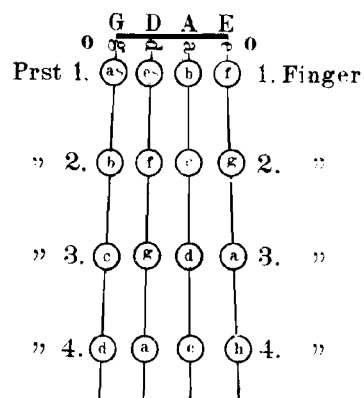 G D A E
0 g d a e 0
Prst 1. as es b f 1. Finger
„ 2. b f c g 2. „
„ 3. c g d a 3. „
„ 4. d a e h 4. „